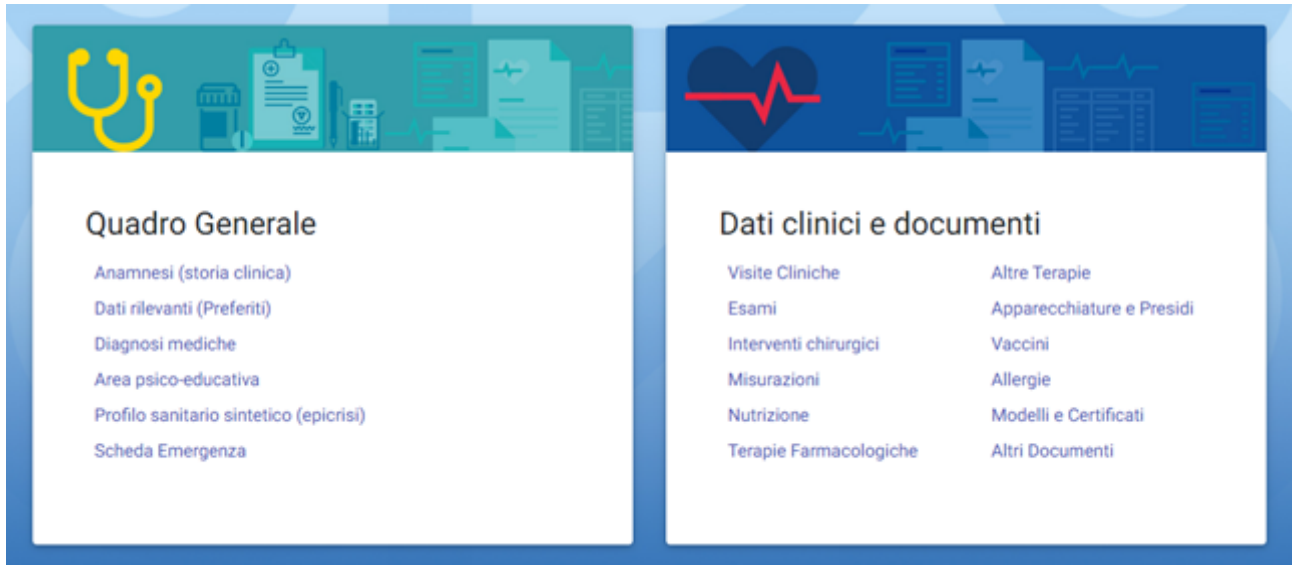 Quadro Generale
Anamnesi (storia clinica)
Dati rilevanti (Preferiti)
Diagnosi mediche
Area psico-educativa
Profilo sanitario sintetico (epicrisi)
Scheda Emergenza
Dati clinici e documenti
Visite Cliniche
Esami
Interventi chirurgici
Misurazioni
Nutrizione
Terapie Farmacologiche
Altre Terapie
Apparecchiature e Presidi
Vaccini
Allergie
Modelli e Certificati
Altri Documenti